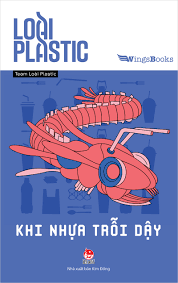 LOÀI
PLASTIC
WingsBooks
Team Loài Plastic
KHI NHỰA TRỖI DẬY
Nhà xuất bản Kim Đồng